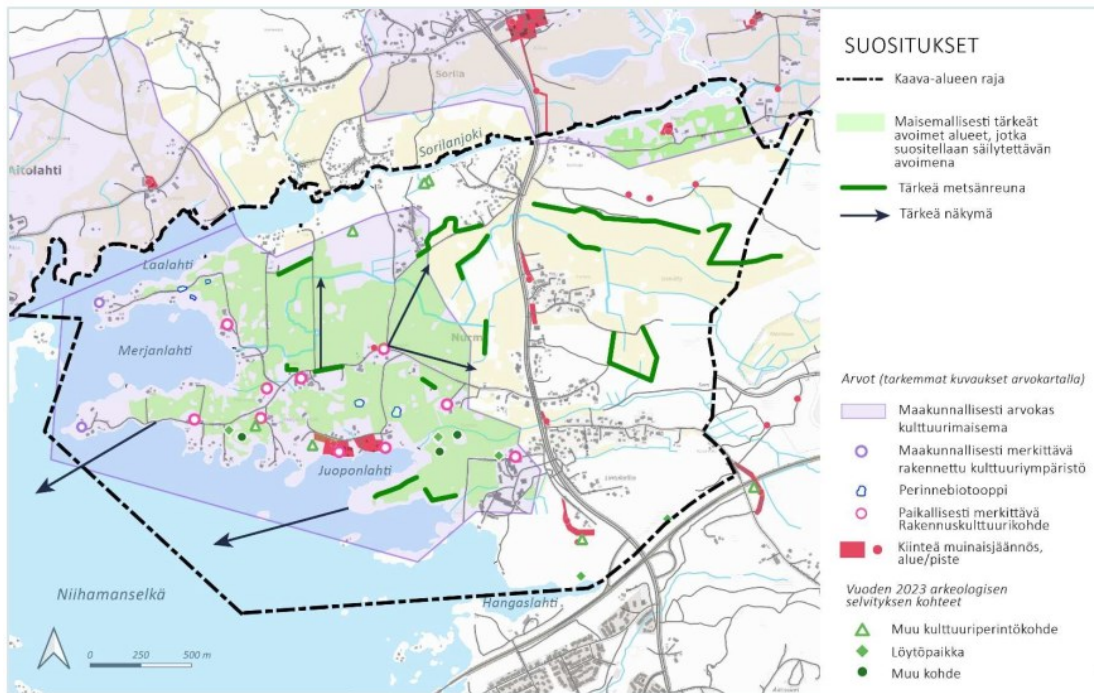 Sorila
Sorilanjoki
Aitolahti
Laalahti
Merjanlahti
Nurmi
Juoponlahti
Niihamanselkä
Hangaslahti
0 250 500 m
SUOSITUKSET
Kaava-alueen raja
Maisemallisesti tärkeät
avoimet alueet, jotka
suositellaan säilytettävän
avoimena
Tärkeä metsänreuna
Tärkeä näkymä
Arvot (tarkemmat kuvaukset arvokartalla)
Maakunnallisesti arvokas
kulttuurimaisema
Maakunnallisesti merkittävä
rakennettu kulttuuriympäristö
Perinnebiotooppi
Paikallisesti merkittävä
Rakennuskulttuurikohde
Kiinteä muinaisjäännös,
alue/piste
Vuoden 2023 arkeologisen
selvityksen kohteet
Muu kulttuuriperintökohde
Löytöpaikka
Muu kohde